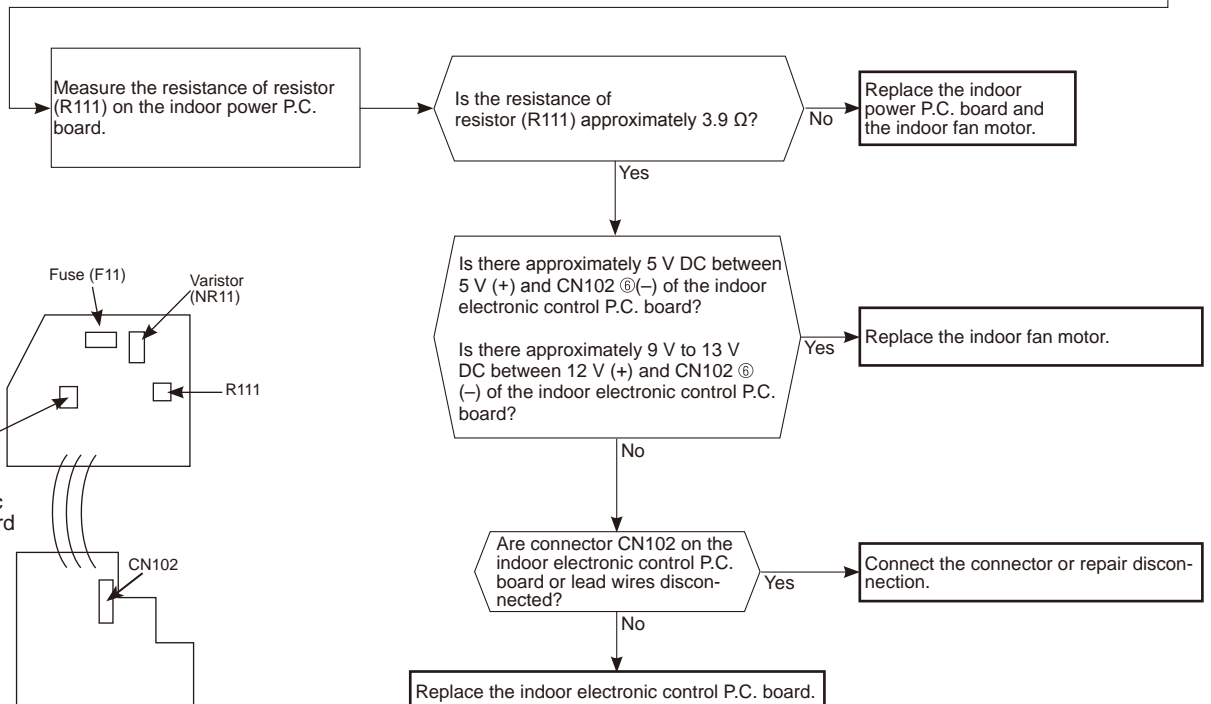 Measure the resistance of resistor
(R111) on the indoor power P.C.
board.
Is the resistance of
resistor (R111) approximately 3.9 Ω?
No
Replace the indoor
power P.C. board and
the indoor fan motor.
Yes
Is there approximately 5 V DC between
5 V (+) and CN102 ⑥(–) of the indoor
electronic control P.C. board?
Is there approximately 9 V to 13 V
DC between 12 V (+) and CN102 ⑥
(–) of the indoor electronic control P.C.
board?
Yes
Replace the indoor fan motor.
No
Are connector CN102 on the
indoor electronic control P.C.
board or lead wires discon-
nected?
Yes
Connect the connector or repair discon-
nection.
No
Replace the indoor electronic control P.C. board.
Fuse (F11)
Varistor
(NR11)
R111
CN102